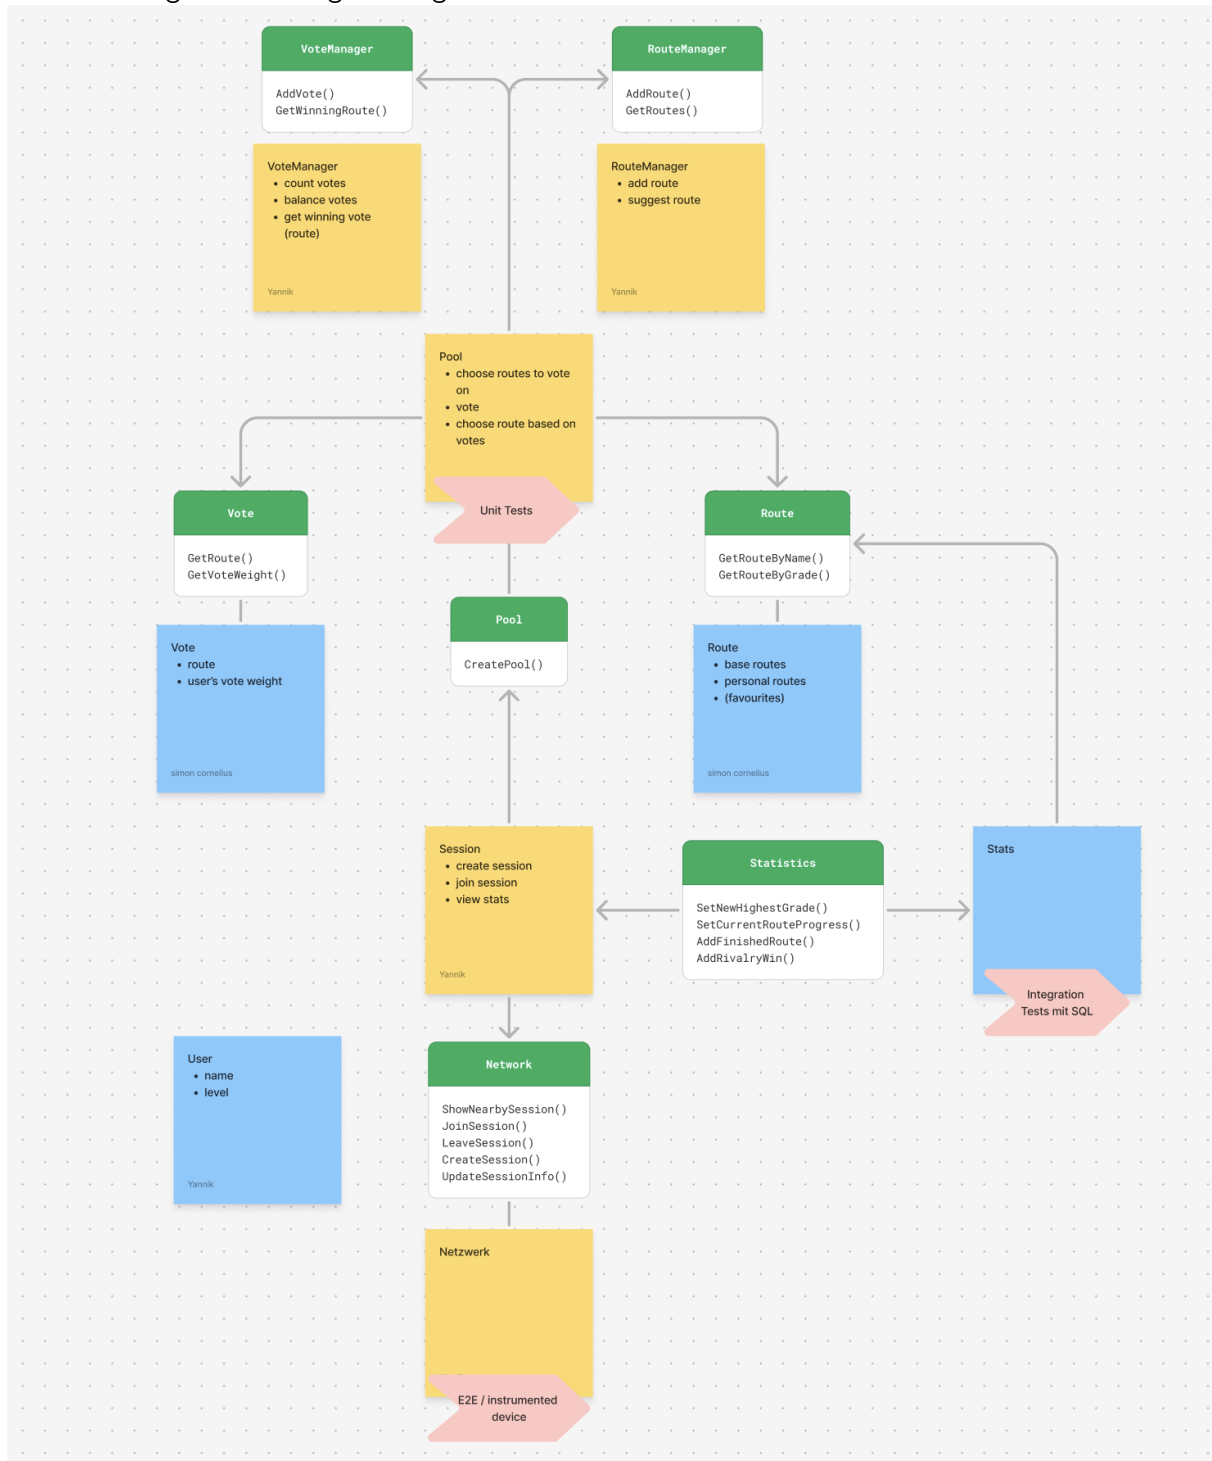 VoteManager
AddVote()
GetWinningRoute()
RouteManager
AddRoute()
GetRoutes()
VoteManager
• count votes
• balance votes
• get winning vote
(route)
Yannik
RouteManager
• add route
• suggest route
Yannik
Pool
• choose routes to vote
on
• vote
• choose route based on
votes
Unit Tests
Vote
GetRoute()
GetVoteWeight()
Route
GetRouteByName()
GetRouteByGrade()
Pool
CreatePool()
Vote
• route
• user's vote weight
simon cornelius
Route
• base routes
• personal routes
• (favourites)
simon cornelius
Session
• create session
• join session
• view stats
Yannik
Statistics
SetNewHighestGrade()
SetCurrentRouteProgress()
AddFinishedRoute()
AddRivalryWin()
Stats
Integration
Tests mit SQL
User
• name
• level
Yannik
Network
ShowNearbySession()
JoinSession()
LeaveSession()
CreateSession()
UpdateSessionInfo()
Netzwerk
E2E / instrumented
device